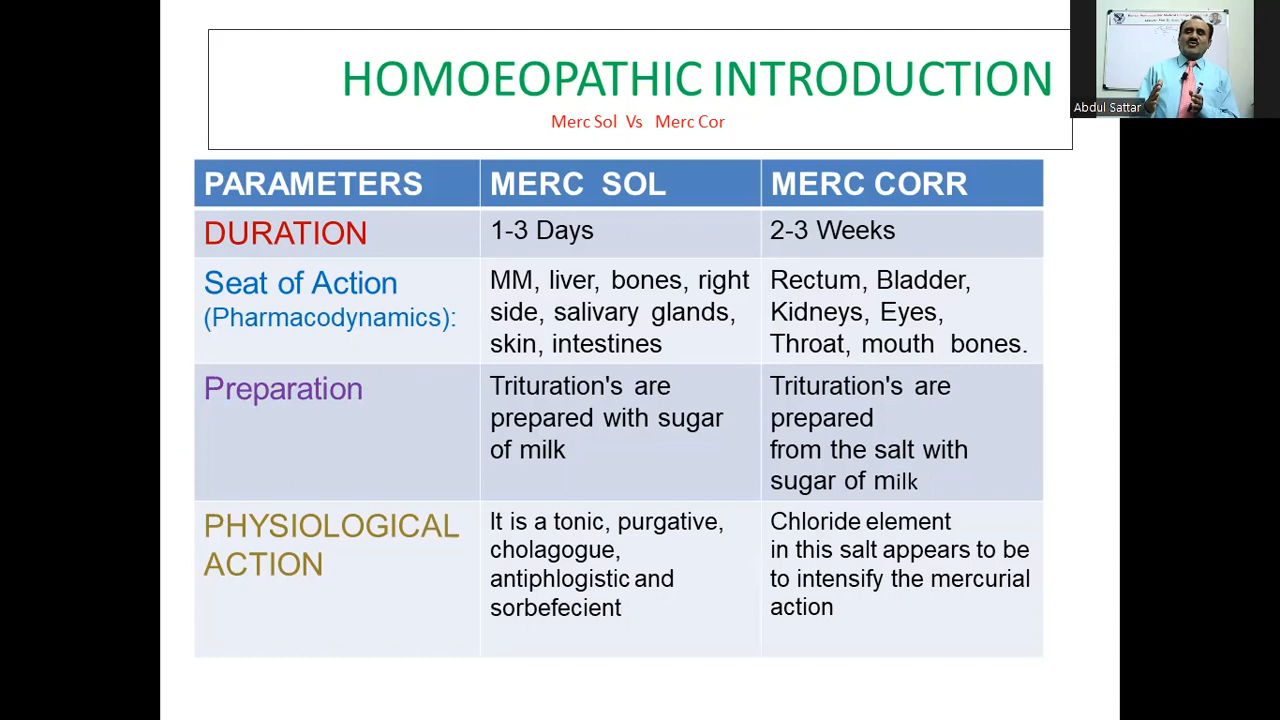 HOMOEOPATHIC INTRODUCTION
Merc Sol Vs Merc Cor
Abdul Sattar
PARAMETERS
MERC SOL
MERC CORR
DURATION
1-3 Days
2-3 Weeks
Seat of Action
(Pharmacodynamics):
MM, liver, bones, right
side, salivary glands,
skin, intestines
Rectum, Bladder,
Kidneys, Eyes,
Throat, mouth bones.
Preparation
Trituration's are
prepared with sugar
of milk
Trituration's are
prepared
from the salt with
sugar of milk
PHYSIOLOGICAL
ACTION
It is a tonic, purgative,
cholagogue,
antiphlogistic and
sorbefecient
Chloride element
in this salt appears to be
to intensify the mercurial
action